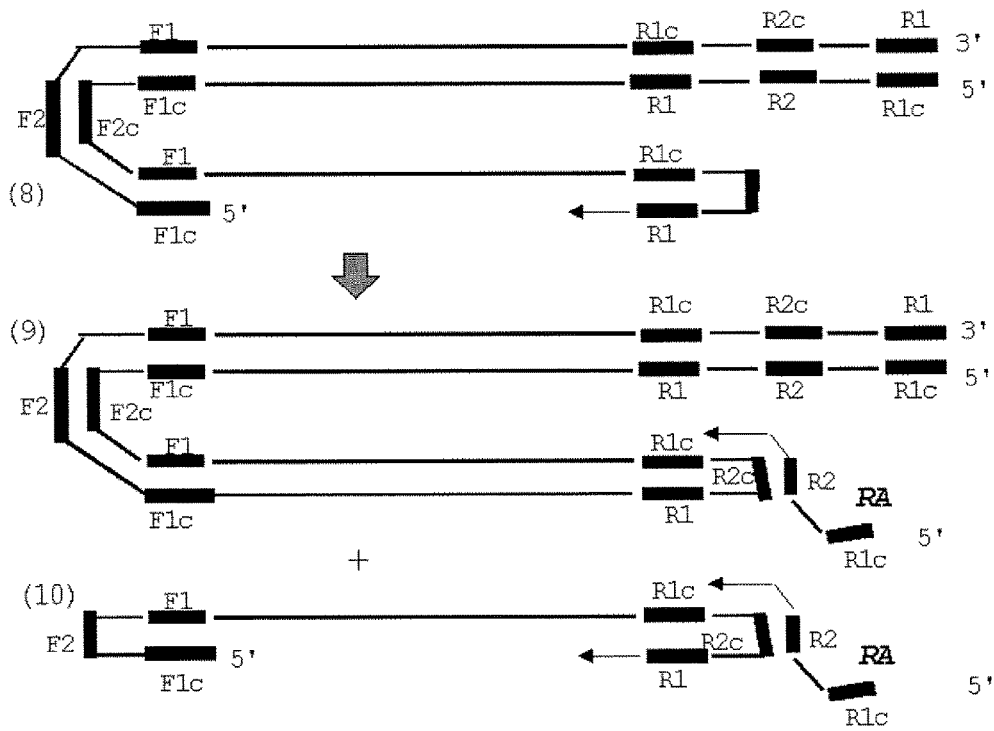 F1 R1c R2c R1 3'
F2 F2c F1c R1 R2 R1c 5'
(8) F1 R1c
F1c 5' R1
(9) F1 R1c R2c R1 3'
F2 F2c F1c R1 R2 R1c 5'
F1 R1c R2c R2 RA
F1c R1 R1c 5'
+
(10) F1 R1c
F2 5' R2c R2 RA
F1c R1 R1c 5'